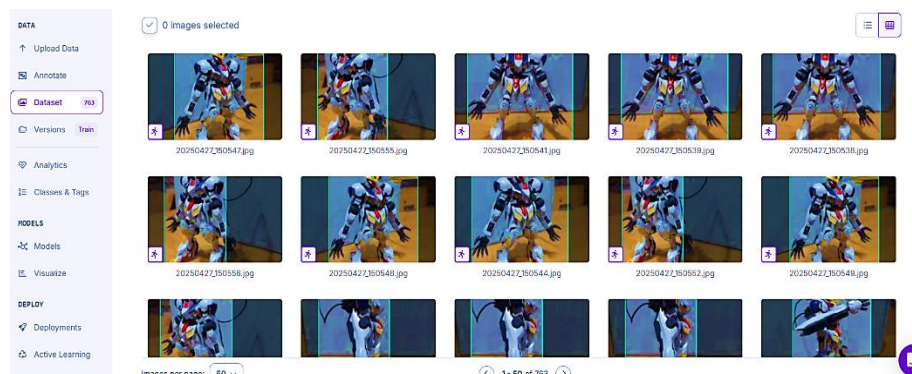 DATA
Upload Data
Annotate
Dataset 763
Versions Train
Analytics
Classes & Tags
MODELS
Models
Visualize
DEPLOY
Deployments
Active Learning
0 images selected
20250427_150547.jpg
20250427_150555.jpg
20250427_150541.jpg
20250427_150539.jpg
20250427_150538.jpg
20250427_150556.jpg
20250427_150548.jpg
20250427_150544.jpg
20250427_150552.jpg
20250427_150549.jpg
Images per page: 50
1 - 50 of 763